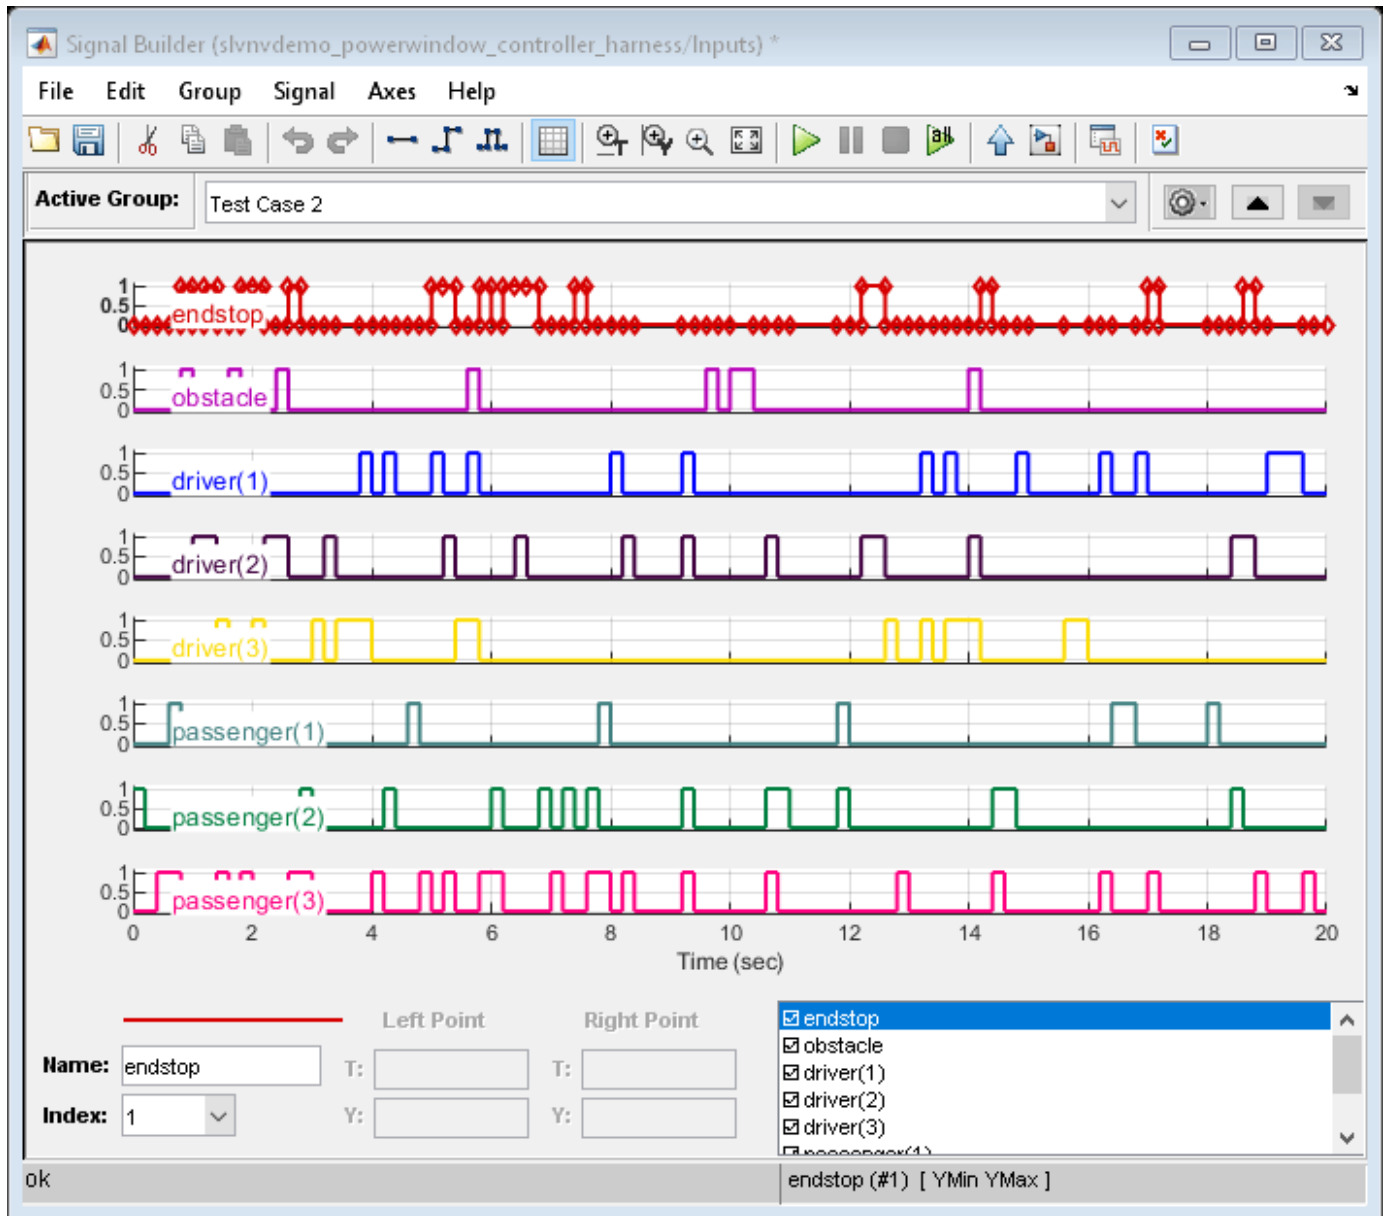 Signal Builder (slvnvdemo_powerwindow_controller_harness/Inputs) *
File Edit Group Signal Axes Help
Active Group: Test Case 2
1
0.5
0
endstop
1
0.5
0
obstacle
1
0.5
0
driver(1)
1
0.5
0
driver(2)
1
0.5
0
driver(3)
1
0.5
0
passenger(1)
1
0.5
0
passenger(2)
1
0.5
0
passenger(3)
0 2 4 6 8 10 12 14 16 18 20
Time (sec)
Left Point Right Point
Name: endstop T: T:
Index: 1 Y: Y:
endstop
obstacle
driver(1)
driver(2)
driver(3)
passenger(1)
ok
endstop (#1) [ YMin YMax ]